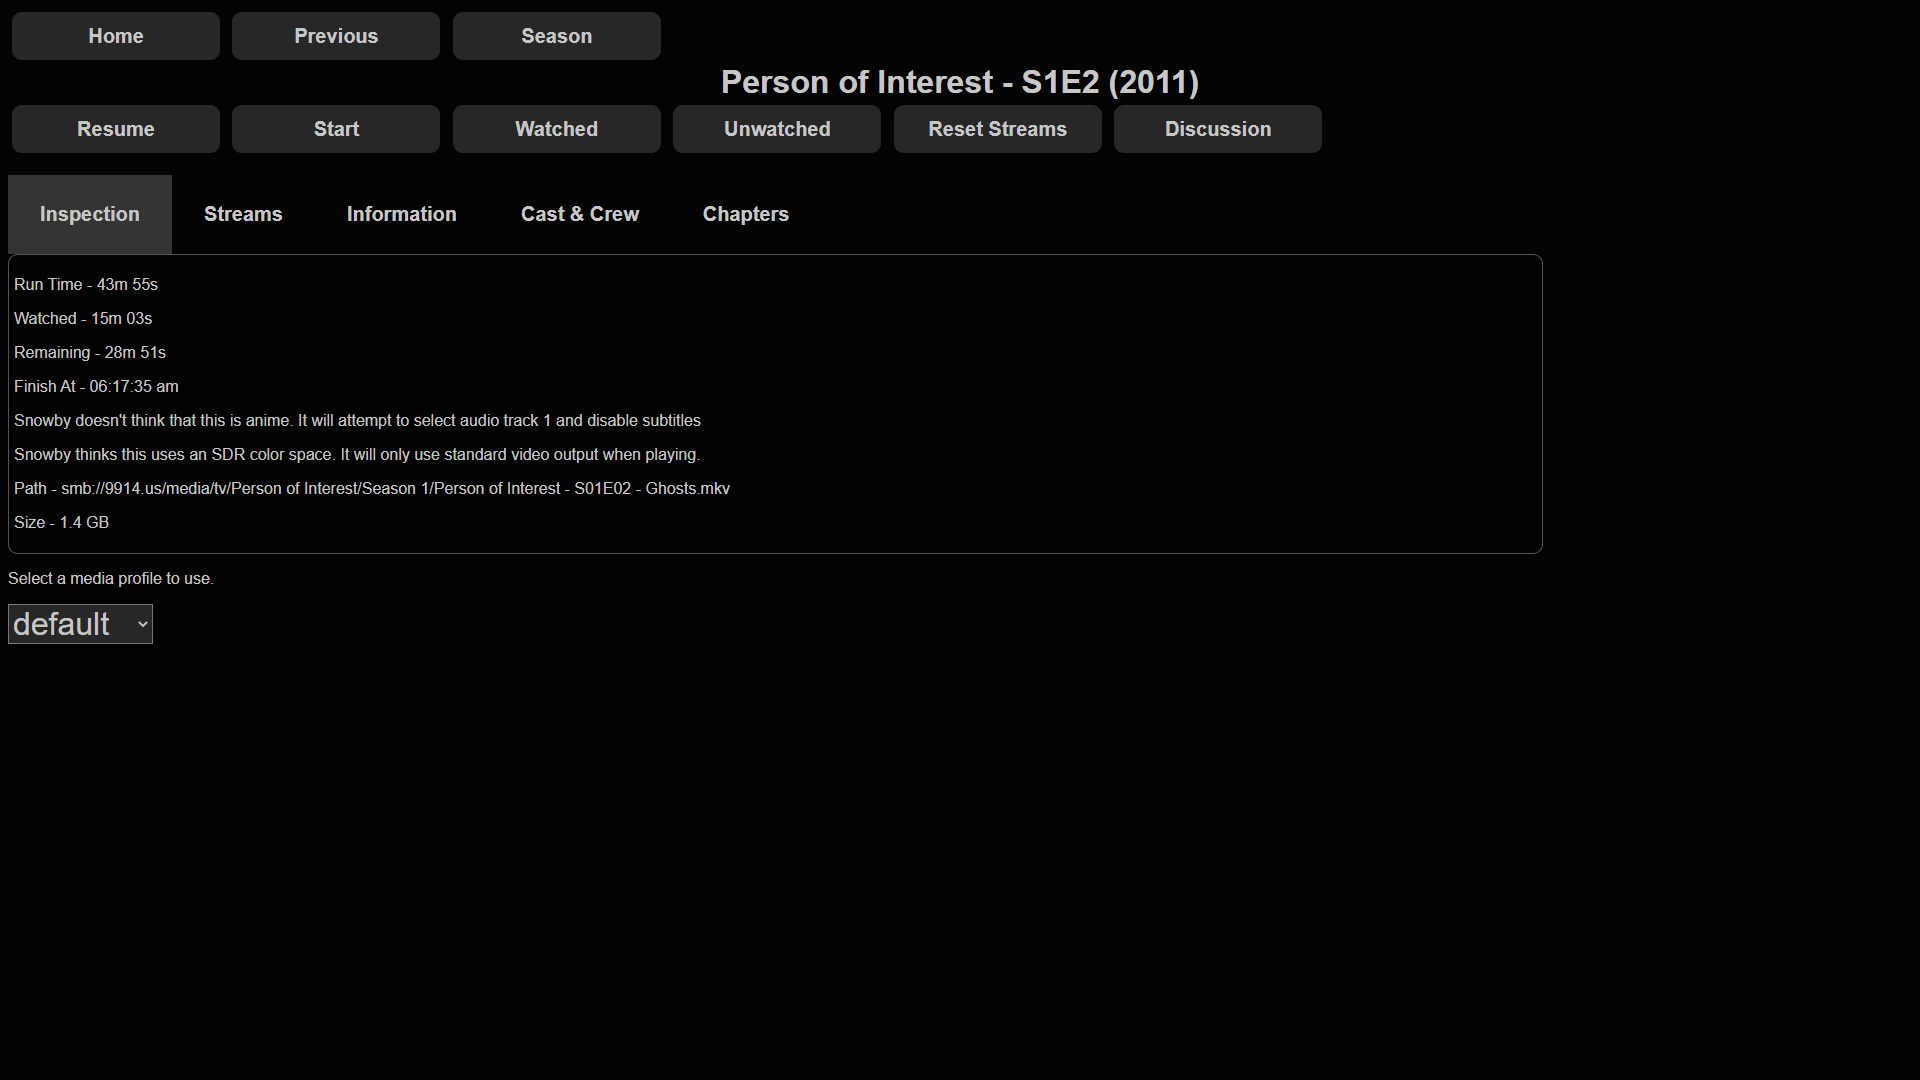 Home Previous Season
Person of Interest - S1E2 (2011)
Resume Start Watched Unwatched Reset Streams Discussion
Inspection Streams Information Cast & Crew Chapters
Run Time - 43m 55s
Watched - 15m 03s
Remaining - 28m 51s
Finish At - 06:17:35 am
Snowby doesn't think that this is anime. It will attempt to select audio track 1 and disable subtitles
Snowby thinks this uses an SDR color space. It will only use standard video output when playing.
Path - smb://9914.us/media/tv/Person of Interest/Season 1/Person of Interest - S01E02 - Ghosts.mkv
Size - 1.4 GB
Select a media profile to use.
default